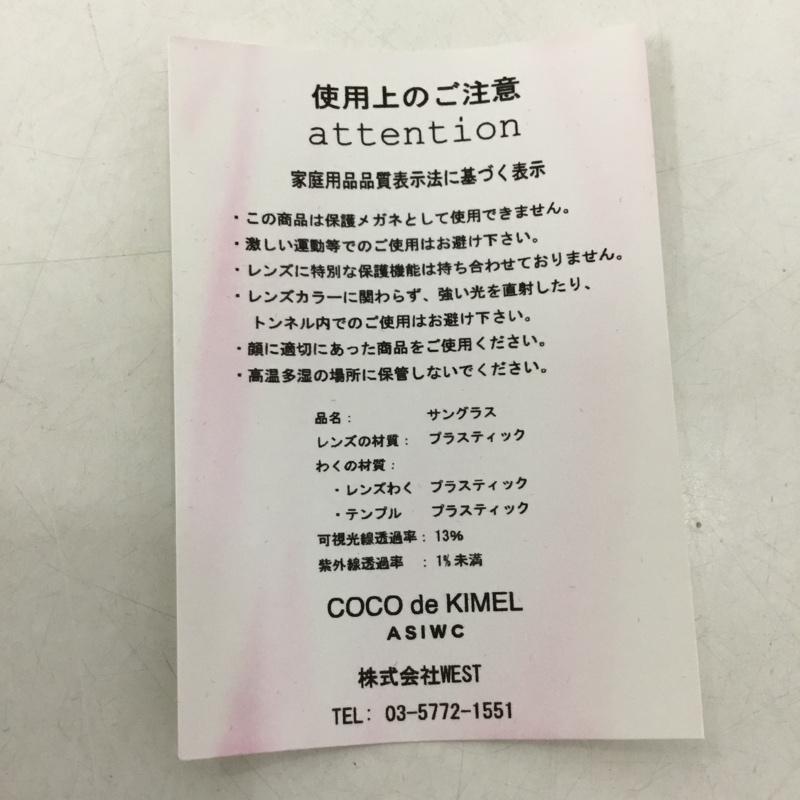 使用上のご注意
attention
家庭用品品質表示法に基づく表示
・この商品は保護メガネとして使用できません。
・激しい運動等でのご使用はお避け下さい。
・レンズに特別な保護機能は持ち合わせておりません。
・レンズカラーに関わらず、強い光を直射したり、
トンネル内でのご使用はお避け下さい。
・顔に適切にあった商品をご使用ください。
・高温多湿の場所に保管しないでください。
品名： サングラス
レンズの材質： プラスティック
わくの材質：
・レンズわく プラスティック
・テンプル プラスティック
可視光線透過率：13%
紫外線透過率 ：1%未満
COCO de KIMEL
ASIWC
株式会社WEST
TEL: 03-5772-1551